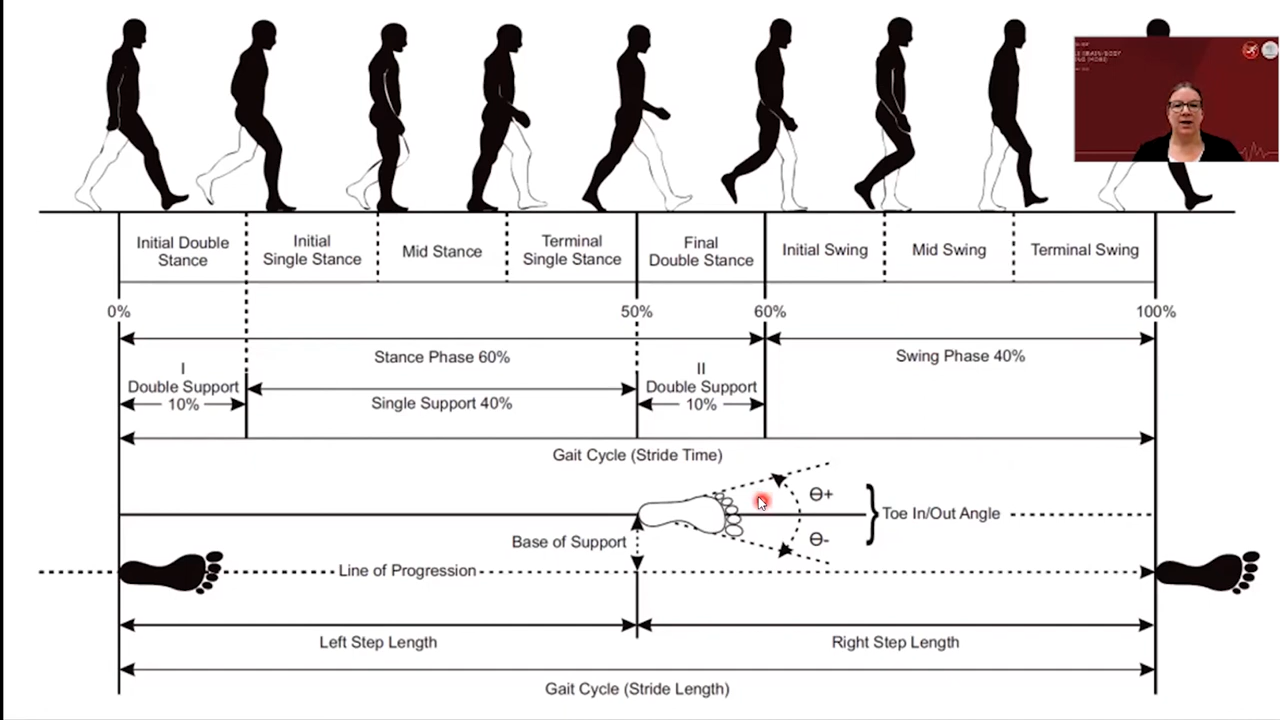 Initial Double
Stance
Initial
Single Stance
Mid Stance
Terminal
Single Stance
Final
Double Stance
Initial Swing
Mid Swing
Terminal Swing
0%
50%
60%
100%
Stance Phase 60%
Swing Phase 40%
I
Double Support
10%
Single Support 40%
II
Double Support
10%
Gait Cycle (Stride Time)
Θ+
Toe In/Out Angle
Θ-
Base of Support
Line of Progression
Left Step Length
Right Step Length
Gait Cycle (Stride Length)